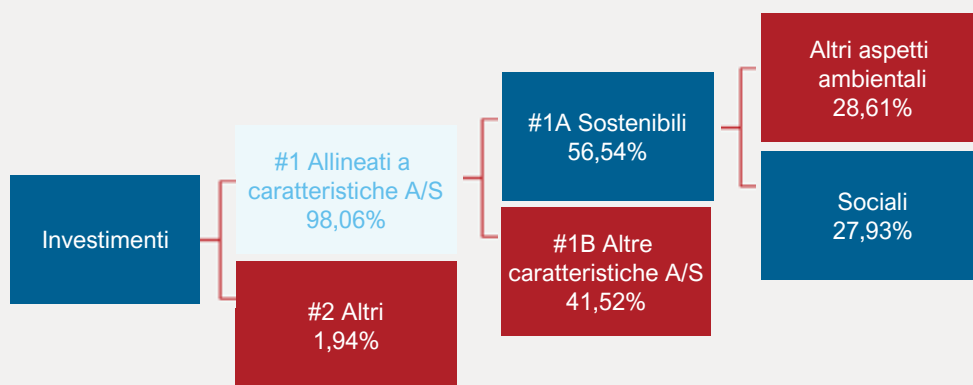 Investimenti
#1 Allineati a
caratteristiche A/S
98,06%
#2 Altri
1,94%
#1A Sostenibili
56,54%
#1B Altre
caratteristiche A/S
41,52%
Altri aspetti
ambientali
28,61%
Sociali
27,93%